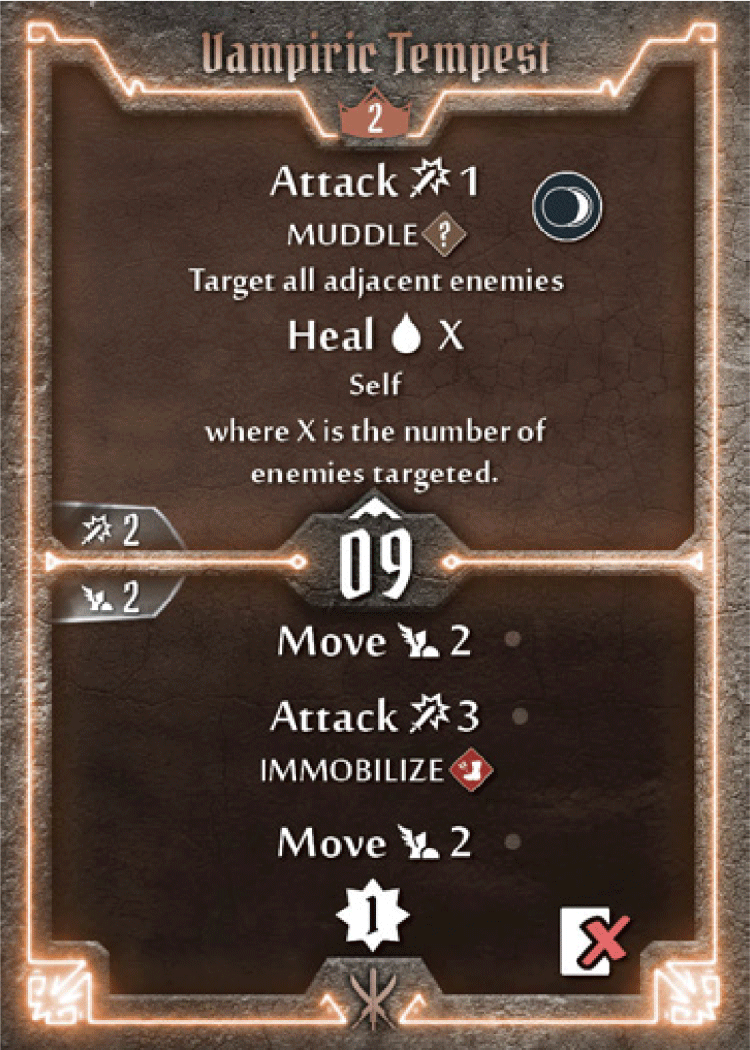 Vampiric Tempest
2
Attack 1
MUDDLE ?
Target all adjacent enemies
Heal X
Self
where X is the number of
enemies targeted.
2
09
2
Move 2
Attack 3
IMMOBILIZE
Move 2
1